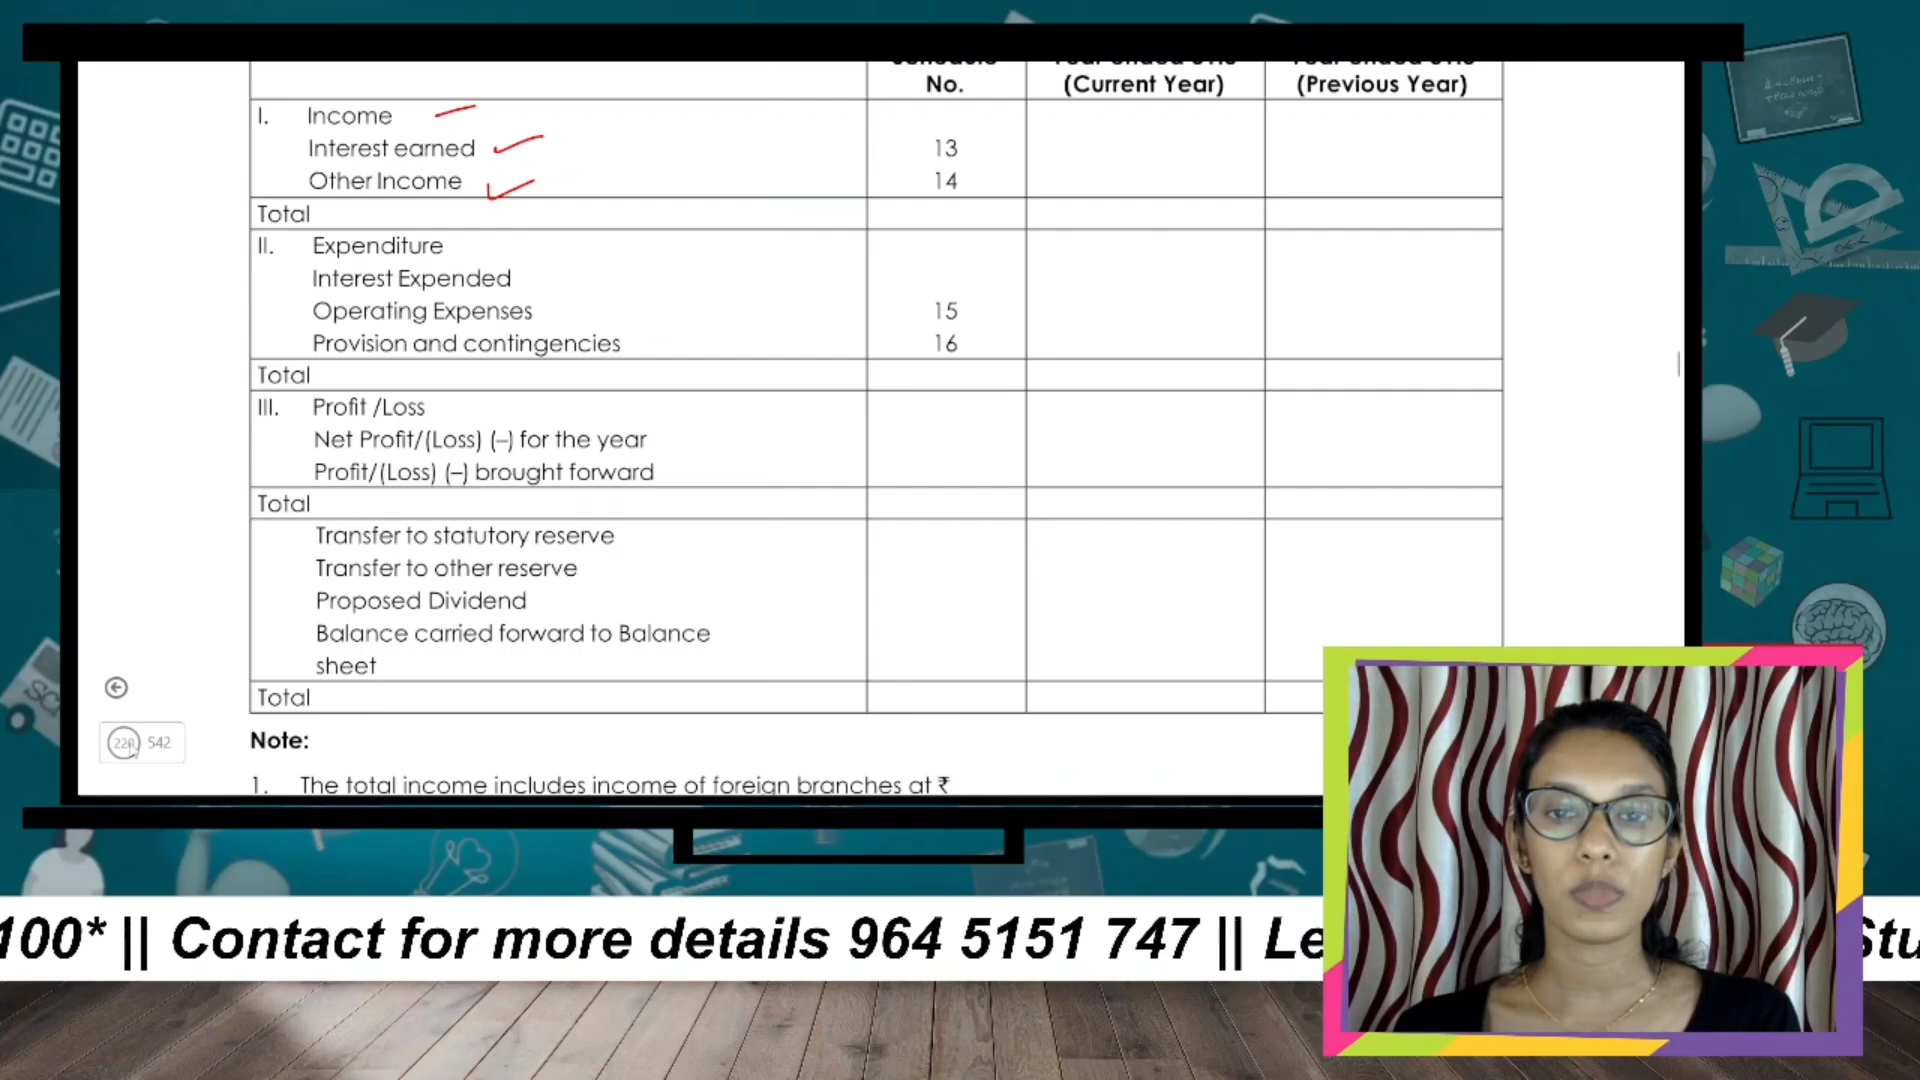 No. (Current Year) (Previous Year)
I. Income
Interest earned 13
Other Income 14
Total
II. Expenditure
Interest Expended
Operating Expenses 15
Provision and contingencies 16
Total
III. Profit /Loss
Net Profit/(Loss) (–) for the year
Profit/(Loss) (–) brought forward
Total
Transfer to statutory reserve
Transfer to other reserve
Proposed Dividend
Balance carried forward to Balance
sheet
Total
542
Note:
1. The total income includes income of foreign branches at ₹
100* || Contact for more details 964 5151 747 || Le Stu